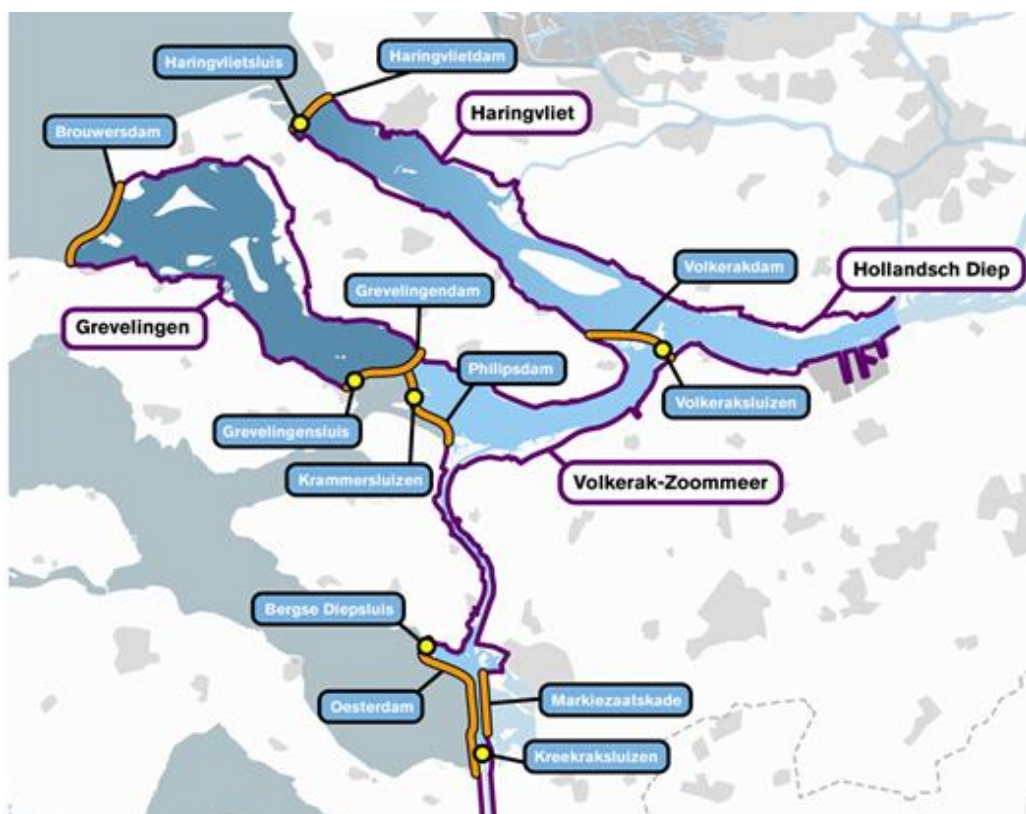 Haringvlietdam
Haringvlietsluis
Haringvliet
Brouwersdam
Volkerakdam
Hollandsch Diep
Grevelingendam
Grevelingen
Philipsdam
Volkeraksluizen
Grevelingensluis
Krammersluizen
Volkerak-Zoommeer
Bergse Diepsluis
Oesterdam
Markiezaatskade
Kreekraksluizen